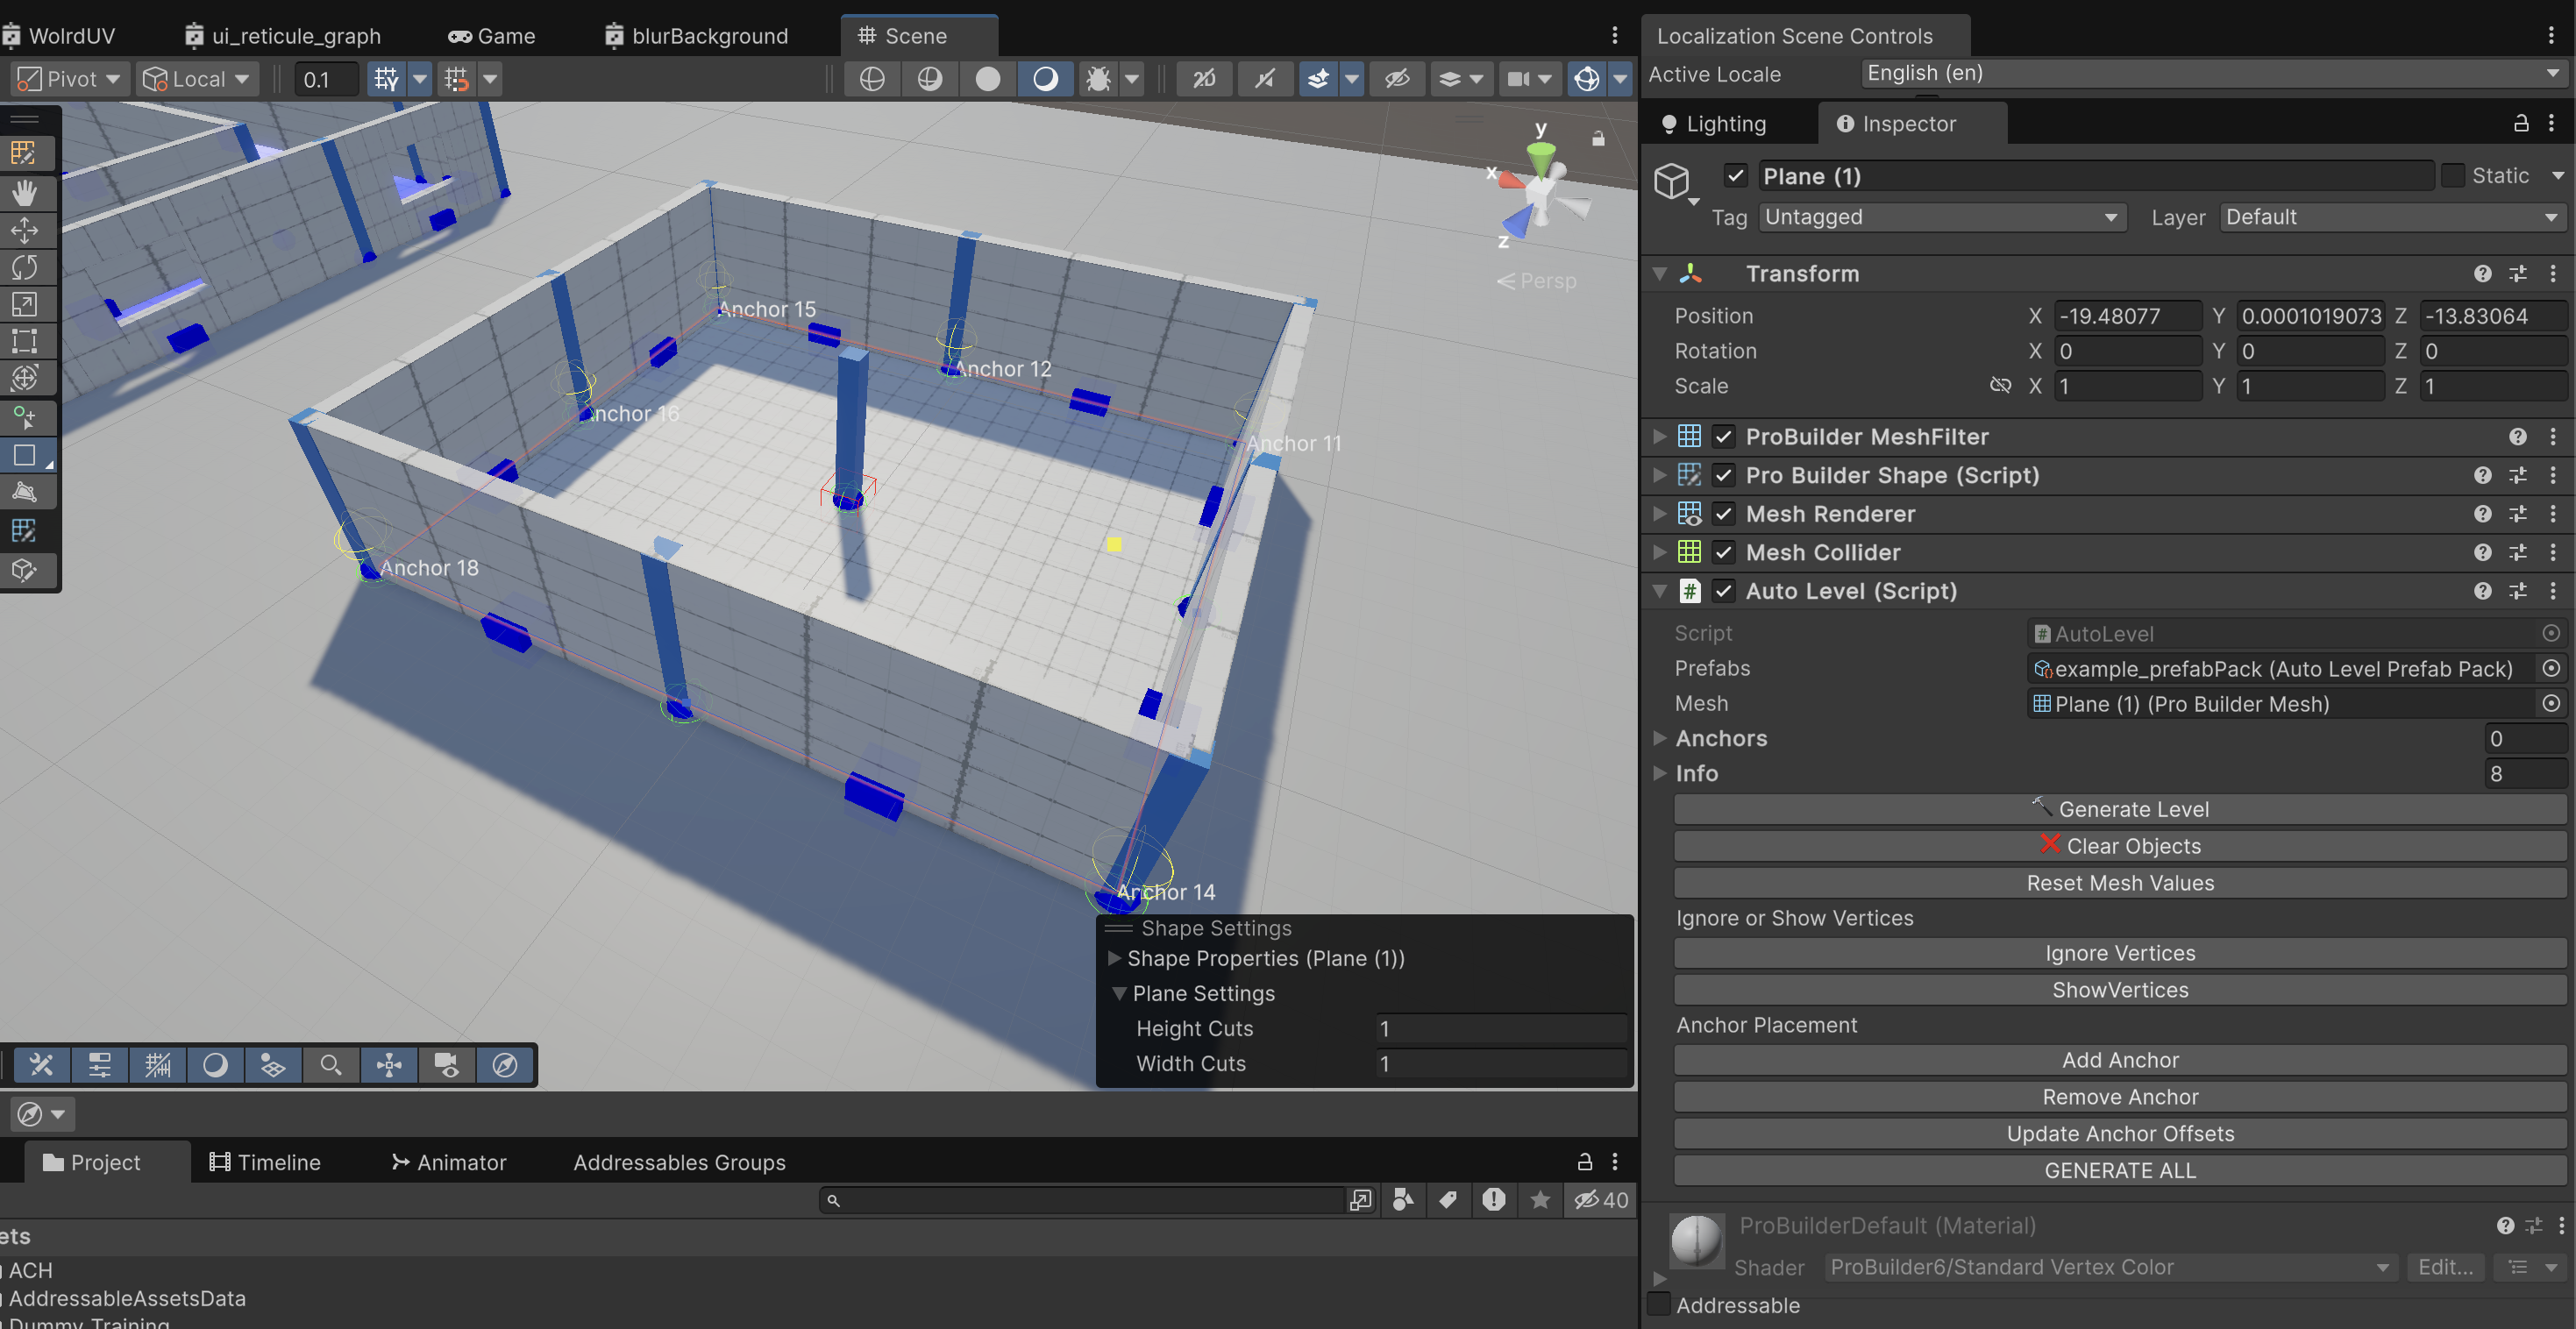 WolrdUV
ui_reticule_graph
Game
blurBackground
Scene
Pivot
Local
0.1
2D
y
x
z
Persp
Anchor 15
Anchor 12
Anchor 16
Anchor 11
Anchor 18
Anchor 14
Shape Settings
Shape Properties (Plane (1))
Plane Settings
Height Cuts 1
Width Cuts 1
Project
Timeline
Animator
Addressables Groups
40
ets
ACH
AddressableAssetsData
Dummy Training
Localization Scene Controls
Active Locale English (en)
Lighting
Inspector
Plane (1)
Static
Tag Untagged Layer Default
Transform
Position X -19.48077 Y 0.0001019073 Z -13.83064
Rotation X 0 Y 0 Z 0
Scale X 1 Y 1 Z 1
ProBuilder MeshFilter
Pro Builder Shape (Script)
Mesh Renderer
Mesh Collider
# Auto Level (Script)
Script # AutoLevel
Prefabs example_prefabPack (Auto Level Prefab Pack)
Mesh Plane (1) (Pro Builder Mesh)
Anchors 0
Info 8
Generate Level
Clear Objects
Reset Mesh Values
Ignore or Show Vertices
Ignore Vertices
ShowVertices
Anchor Placement
Add Anchor
Remove Anchor
Update Anchor Offsets
GENERATE ALL
ProBuilderDefault (Material)
Shader ProBuilder6/Standard Vertex Color Edit...
Addressable